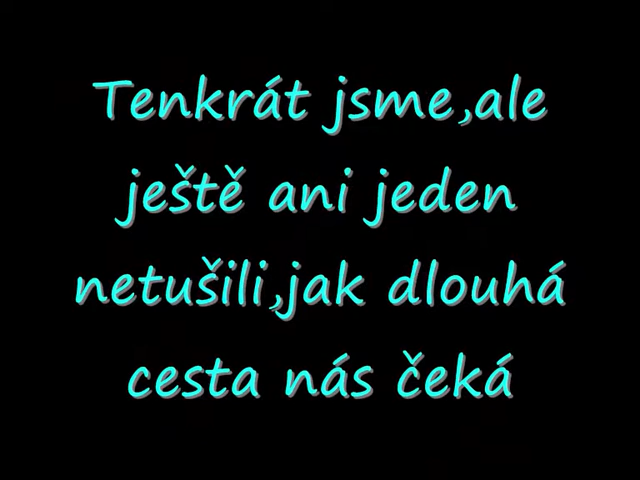 Tenkrát jsme,ale
ještě ani jeden
netušili,jak dlouhá
cesta nás čeká